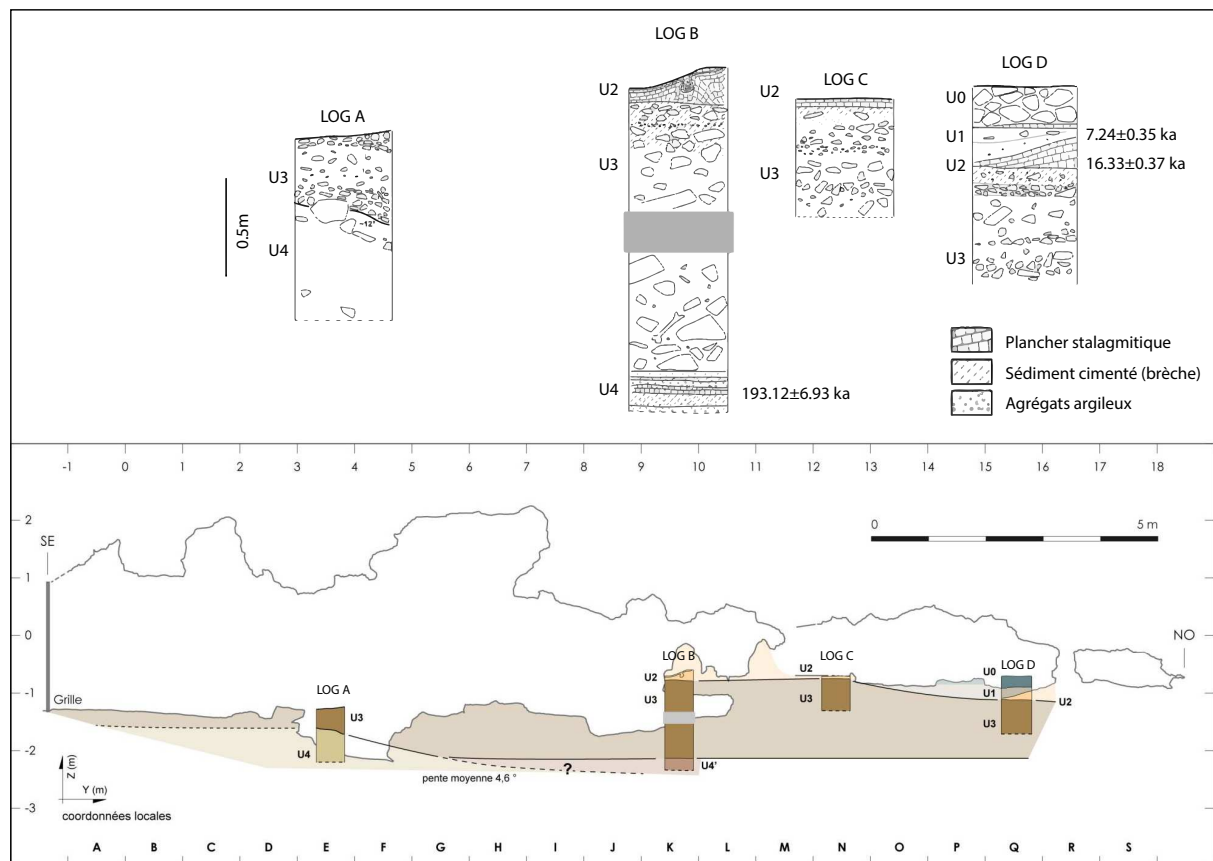 LOG B
LOG D
LOG C
LOG A
U2
U3
U4
U3
U4
~12°
0.5m
U2
U3
U0
U1
U2
U3
7.24±0.35 ka
16.33±0.37 ka
193.12±6.93 ka
Plancher stalagmitique
Sédiment cimenté (brèche)
Agrégats argileux
-1 0 1 2 3 4 5 6 7 8 9 10 11 12 13 14 15 16 17 18
2
1
0
-1
-2
-3
SE
NO
0 5 m
Grille
LOG A
U3
U4
LOG B
U2
U3
U4'
U2
LOG C
U3
LOG D
U0
U1
U2
U3
?
pente moyenne 4,6 °
Z (m)
Y (m)
coordonnées locales
A B C D E F G H I J K L M N O P Q R S